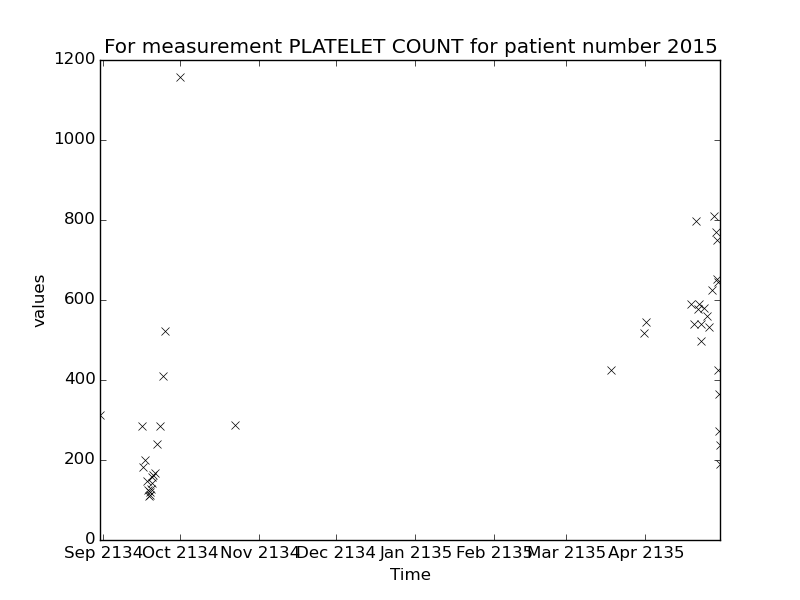 For measurement PLATELET COUNT for patient number 2015
1200
1000
800
600
400
200
0
values
Sep 2134 Oct 2134 Nov 2134 Dec 2134 Jan 2135 Feb 2135 Mar 2135 Apr 2135
Time